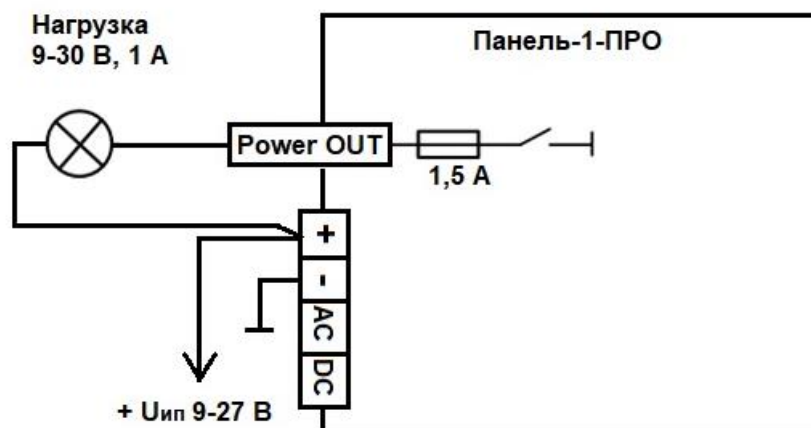 Нагрузка
9-30 В, 1 А
Панель-1-ПРО
Power OUT
1,5 А
+
-
AC
DC
+ Uип 9-27 В